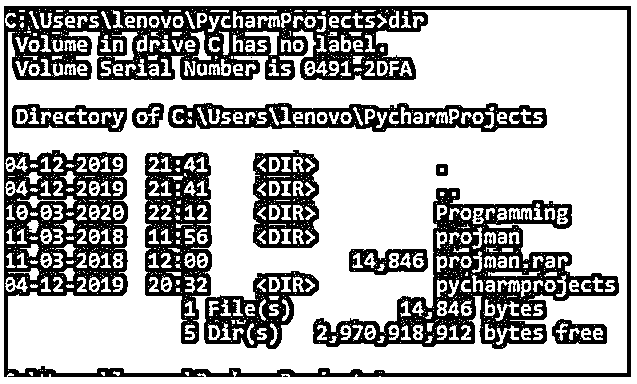 C:\Users\lenovo\PycharmProjects>dir
Volume in drive C has no label.
Volume Serial Number is 0491-2DFA
Directory of C:\Users\lenovo\PycharmProjects
04-12-2019 21:41 <DIR> .
04-12-2019 21:41 <DIR> ..
10-03-2020 22:12 <DIR> Programming
11-03-2018 11:56 <DIR> projman
11-03-2018 12:00 14,846 projman.rar
04-12-2019 20:32 <DIR> pycharmprojects
1 File(s) 14,846 bytes
5 Dir(s) 2,970,918,912 bytes free